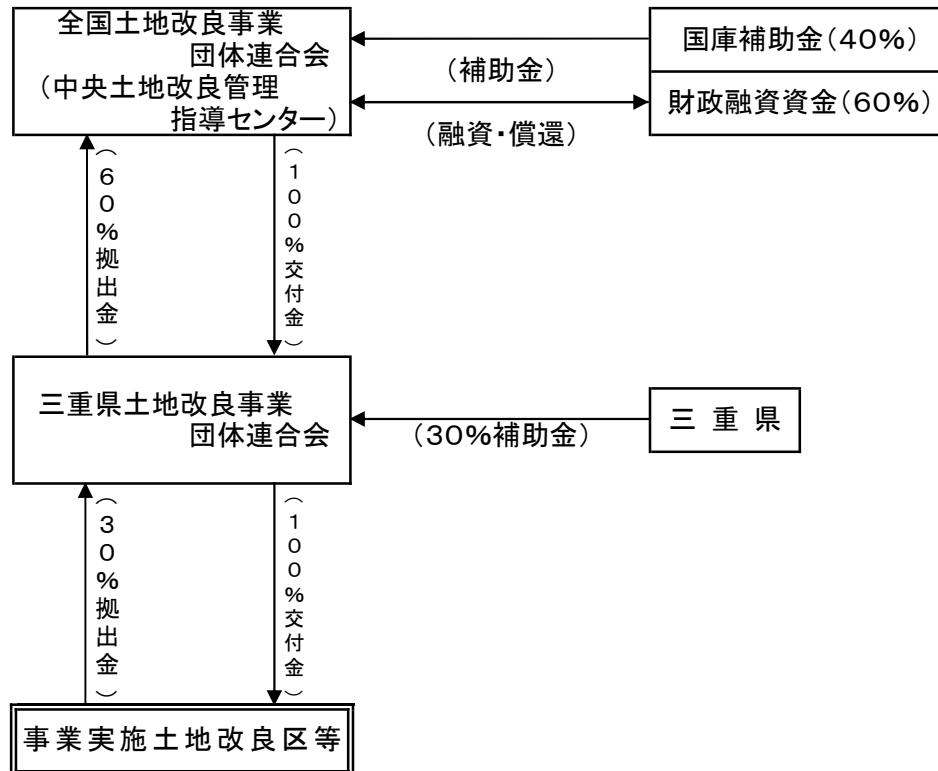 全国土地改良事業
団体連合会
（中央土地改良管理
指導センター）
（補助金）
国庫補助金（40％）
（融資・償還）
財政融資資金（60％）
（60％拠出金）
（100％交付金）
三重県土地改良事業
団体連合会
（30％補助金）
三重県
（30％拠出金）
（100％交付金）
事業実施土地改良区等